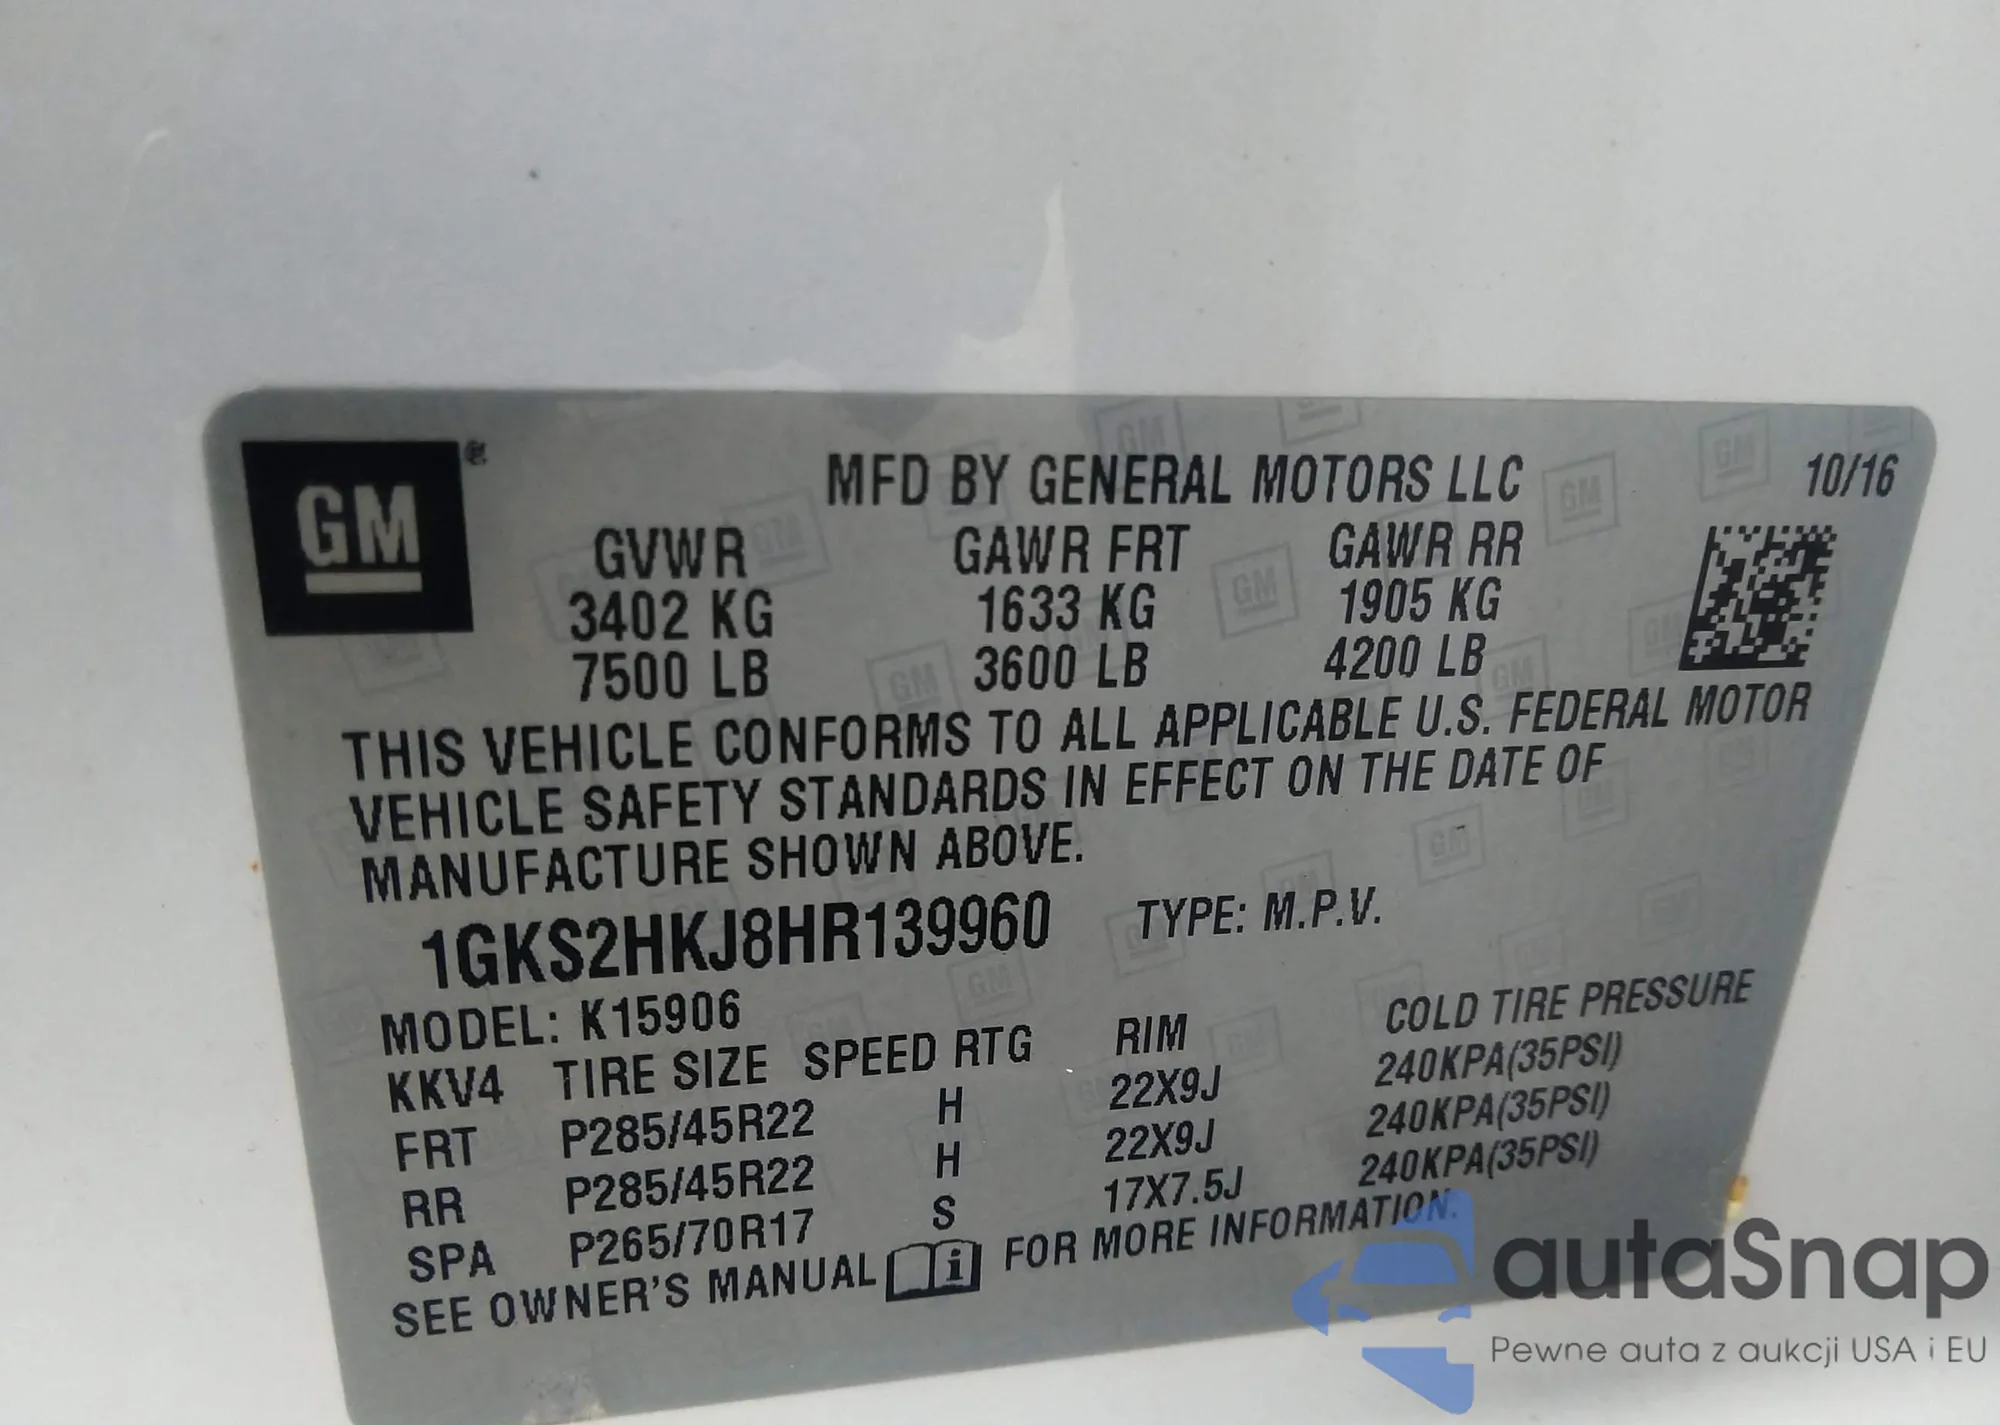 GM®
MFD BY GENERAL MOTORS LLC 10/16
GVWR GAWR FRT GAWR RR
3402 KG 1633 KG 1905 KG
7500 LB 3600 LB 4200 LB
THIS VEHICLE CONFORMS TO ALL APPLICABLE U.S. FEDERAL MOTOR
VEHICLE SAFETY STANDARDS IN EFFECT ON THE DATE OF
MANUFACTURE SHOWN ABOVE.
1GKS2HKJ8HR139960 TYPE: M.P.V.
MODEL: K15906
KKV4 TIRE SIZE SPEED RTG RIM COLD TIRE PRESSURE
FRT P285/45R22 H 22X9J 240KPA(35PSI)
RR P285/45R22 H 22X9J 240KPA(35PSI)
SPA P265/70R17 S 17X7.5J 240KPA(35PSI)
SEE OWNER'S MANUAL i FOR MORE INFORMATION.
autaSnap
Pewne auta z aukcji USA i EU